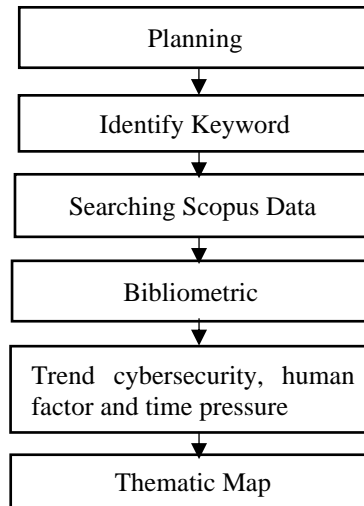 Planning
Identify Keyword
Searching Scopus Data
Bibliometric
Trend cybersecurity, human
factor and time pressure
Thematic Map